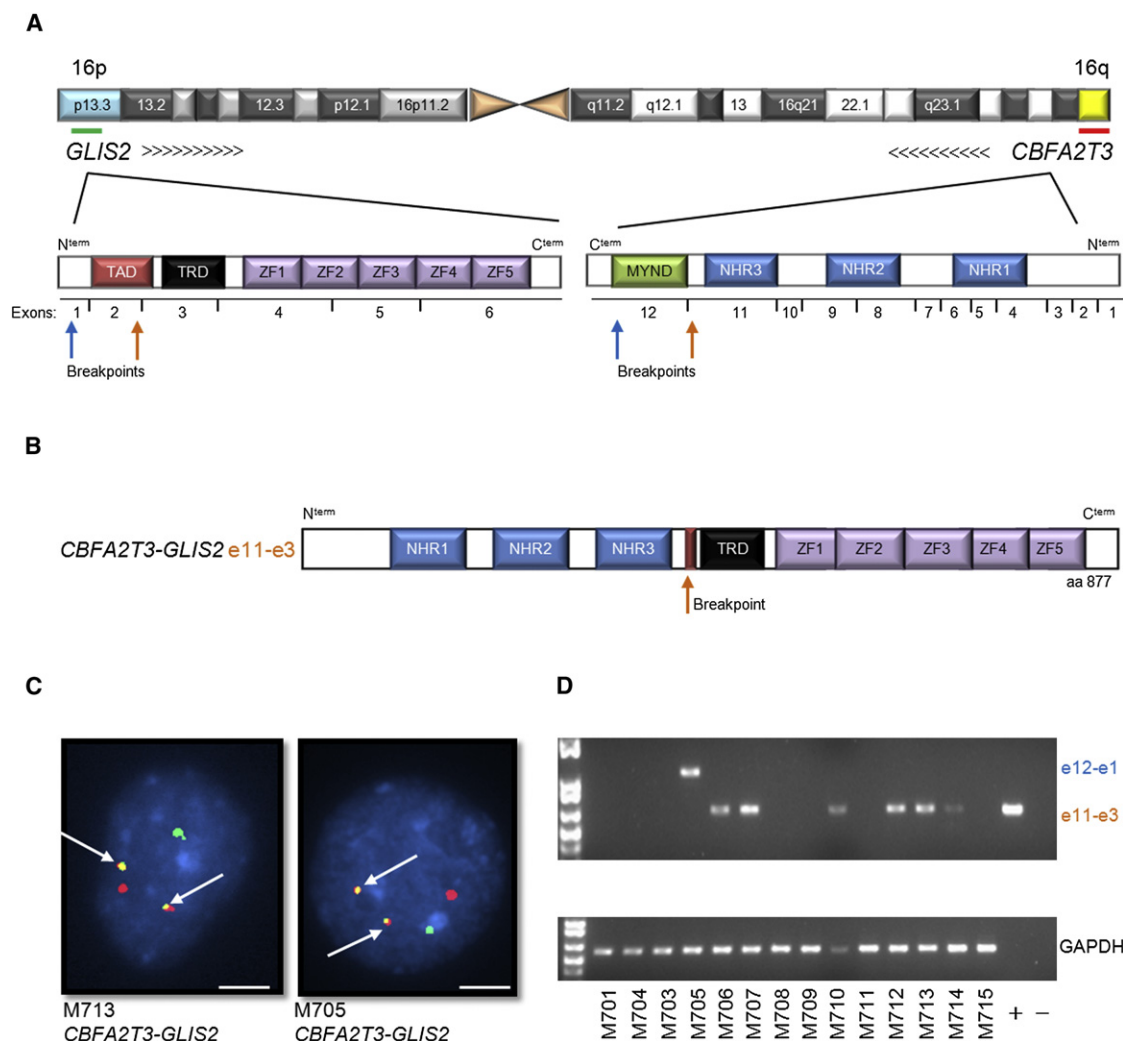 A
16p 16q
p13.3 13.2 12.3 p12.1 16p11.2 q11.2 q12.1 13 16q21 22.1 q23.1
GLIS2 >>>>>>>>>> <<<<<<<<<< CBFA2T3
Nterm Cterm Cterm Nterm
TAD TRD ZF1 ZF2 ZF3 ZF4 ZF5 MYND NHR3 NHR2 NHR1
Exons: 1 2 3 4 5 6 12 11 10 9 8 7 6 5 4 3 2 1
Breakpoints Breakpoints
B
Nterm Cterm
CBFA2T3-GLIS2 e11-e3 NHR1 NHR2 NHR3 TRD ZF1 ZF2 ZF3 ZF4 ZF5
aa 877
Breakpoint
C
M713
CBFA2T3-GLIS2
M705
CBFA2T3-GLIS2
D
e12-e1
e11-e3
GAPDH
M701 M704 M703 M705 M706 M707 M708 M709 M710 M711 M712 M713 M714 M715 + −